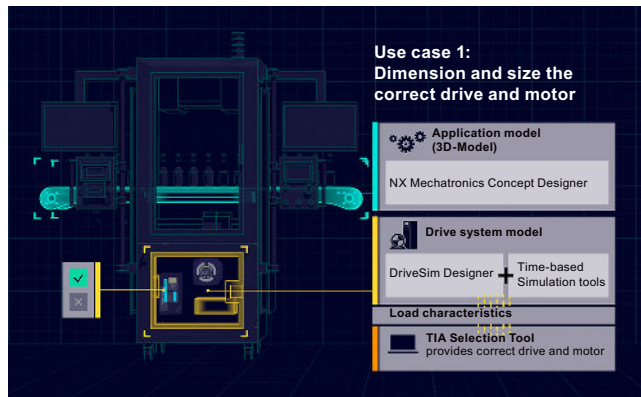 Use case 1:
Dimension and size the
correct drive and motor
Application model
(3D-Model)
NX Mechatronics Concept Designer
Drive system model
DriveSim Designer
+
Time-based
Simulation tools
Load characteristics
TIA Selection Tool
provides correct drive and motor